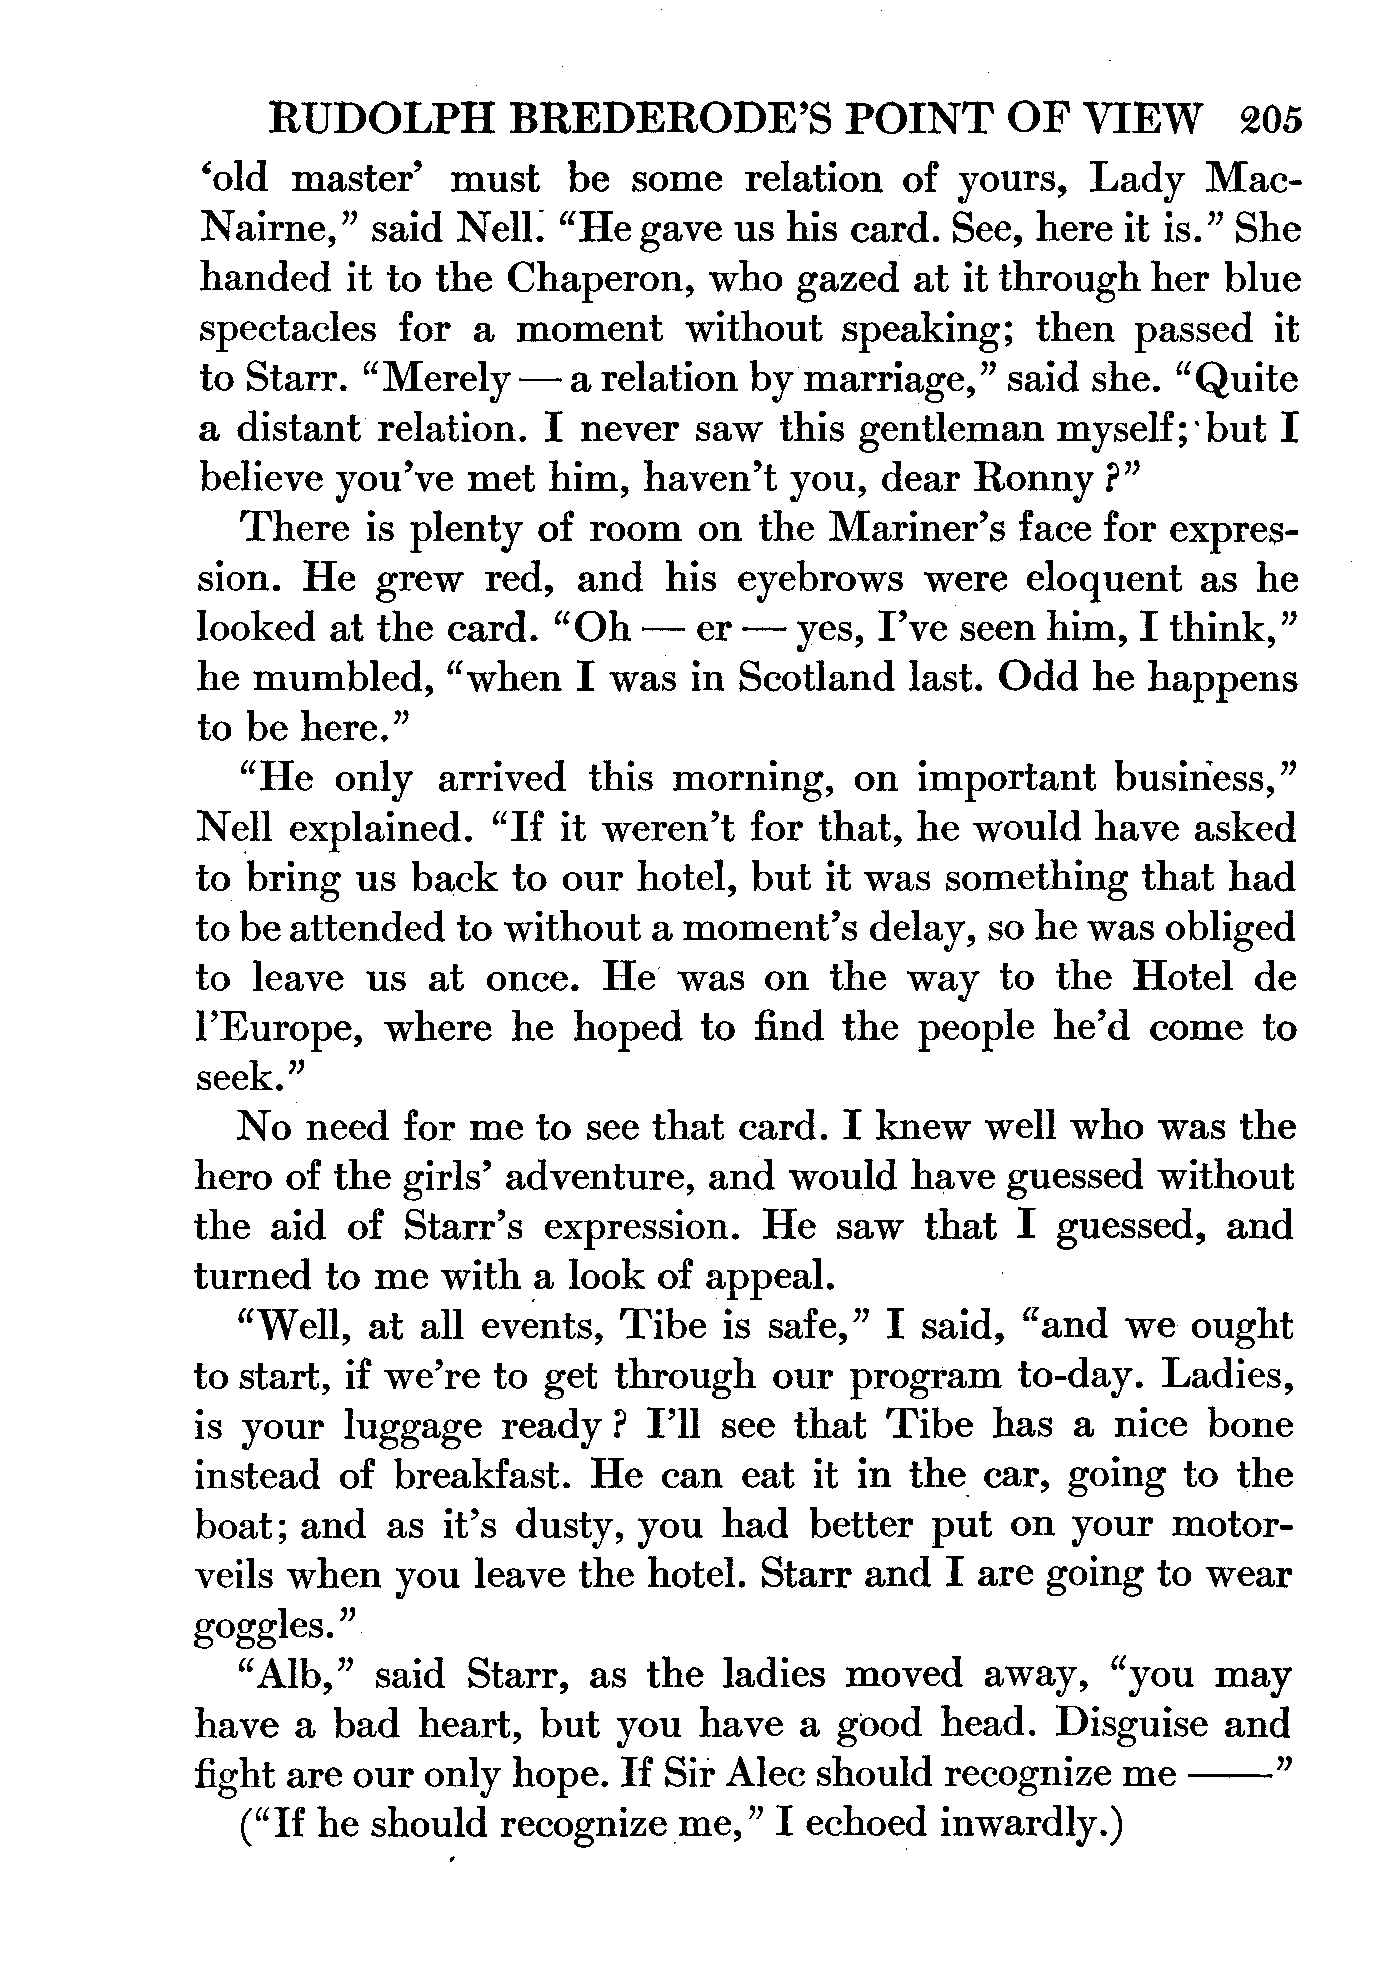 RUDOLPH BREDERODE'S POINT OF VIEW 205
‘old master’ must be some relation of yours, Lady Mac-
Nairne,” said Nell. “He gave us his card. See, here it is.” She
handed it to the Chaperon, who gazed at it through her blue
spectacles for a moment without speaking; then passed it
to Starr. “Merely — a relation by marriage,” said she. “Quite
a distant relation. I never saw this gentleman myself; but I
believe you've met him, haven't you, dear Ronny?”
There is plenty of room on the Mariner's face for expres-
sion. He grew red, and his eyebrows were eloquent as he
looked at the card. “Oh — er — yes, I've seen him, I think,”
he mumbled, “when I was in Scotland last. Odd he happens
to be here.”
“He only arrived this morning, on important business,”
Nell explained. “If it weren't for that, he would have asked
to bring us back to our hotel, but it was something that had
to be attended to without a moment's delay, so he was obliged
to leave us at once. He was on the way to the Hotel de
l'Europe, where he hoped to find the people he'd come to
seek.”
No need for me to see that card. I knew well who was the
hero of the girls' adventure, and would have guessed without
the aid of Starr's expression. He saw that I guessed, and
turned to me with a look of appeal.
“Well, at all events, Tibe is safe,” I said, “and we ought
to start, if we're to get through our program to-day. Ladies,
is your luggage ready? I'll see that Tibe has a nice bone
instead of breakfast. He can eat it in the car, going to the
boat; and as it's dusty, you had better put on your motor-
veils when you leave the hotel. Starr and I are going to wear
goggles.”
“Alb,” said Starr, as the ladies moved away, “you may
have a bad heart, but you have a good head. Disguise and
fight are our only hope. If Sir Alec should recognize me ——”
(“If he should recognize me,” I echoed inwardly.)